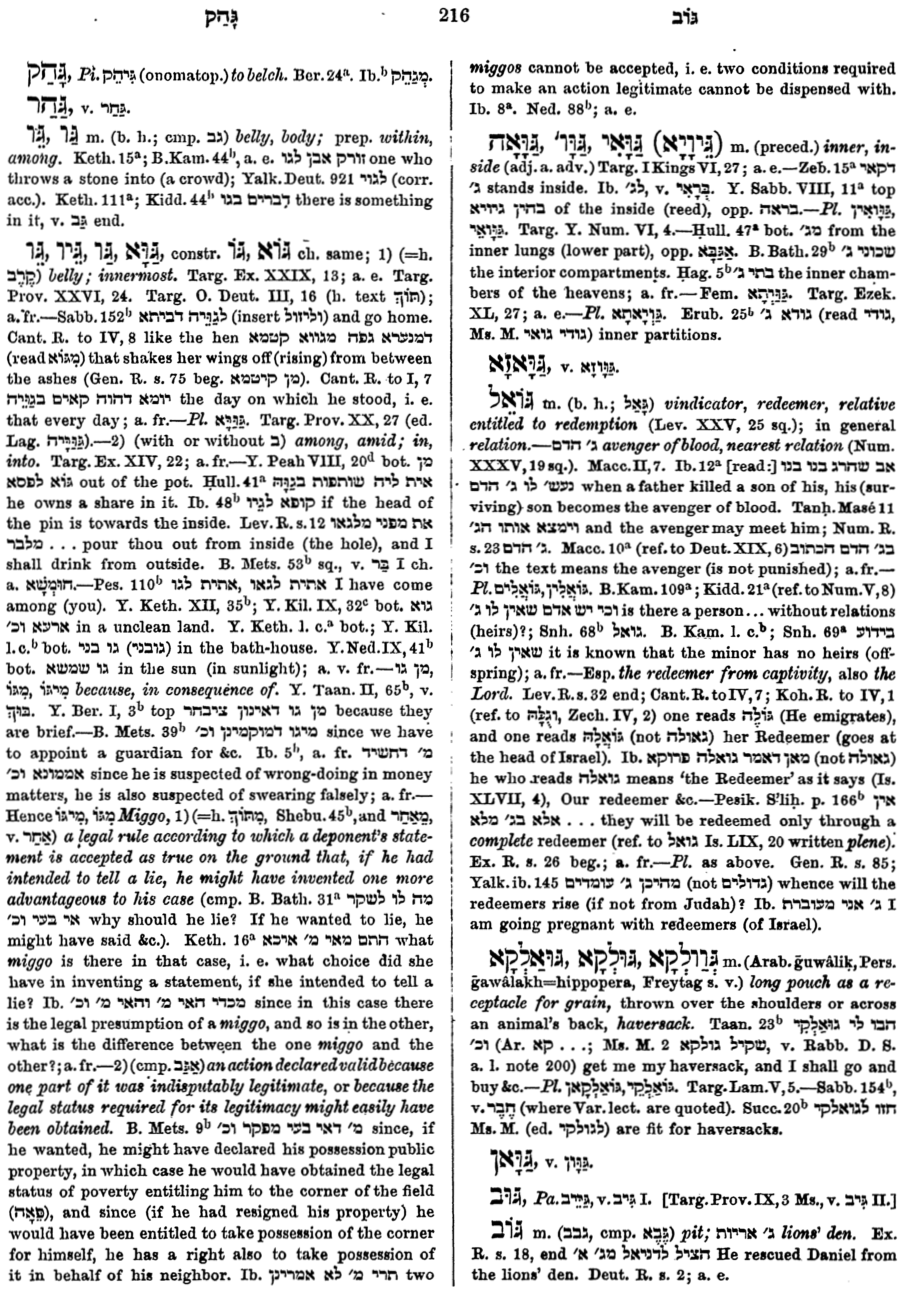 גָּהַק 216 גּוֹב
גָּהַק, Pi. גִּיהֵק (onomatop.) to belch. Ber. 24ᵃ. Ib.ᵇ מְגַהֵק.
גָּהַר, v. גְּחַר.
גֵּו, גַּו m. (b. h.; cmp. גב) belly, body; prep. within,
among. Keth. 15ᵃ; B.Kam. 44ᵇ, a. e. זורק אבן לגו one who
throws a stone into (a crowd); Yalk. Deut. 921 לגוי (corr.
acc.). Keth. 111ᵃ; Kidd. 44ᵇ דברים בגו there is something
in it, v. גַּב end.
גֵּו, גֵּיו, גַּו, גַּוָּא, constr. גּוֹ, גּוֹא ch. same; 1) (=h.
קֶרֶב) belly; innermost. Targ. Ex. XXIX, 13; a. e. Targ.
Prov. XXVI, 24. Targ. O. Deut. III, 16 (h. text תּוֹךְ);
a. fr.—Sabb. 152ᵇ לגויה דביתא (insert וליזול) and go home.
Cant. R. to IV, 8 like the hen דמנערא גפה מגווא קטמא
(read מִגּוֹא) that shakes her wings off (rising) from between
the ashes (Gen. R. s. 75 beg. מן קיטמא). Cant. R. to I, 7
יומא דהוה קאים בגויה the day on which he stood, i. e.
that every day; a. fr.—Pl. גַּוַּיָּא. Targ. Prov. XX, 27 (ed.
Lag. גַּוַּיְיה).—2) (with or without ב) among, amid; in,
into. Targ. Ex. XIV, 22; a. fr.—Y. Peah VIII, 20ᵈ bot. מן
גוא לפסא out of the pot. Ḥull. 41ᵃ אית ליה שותפות בגוה
he owns a share in it. Ib. 48ᵇ קופא לגיו if the head of
the pin is towards the inside. Lev. R. s. 12 את מפני מלגאו
מלבר . . . pour thou out from inside (the hole), and I
shall drink from outside. B. Mets. 53ᵇ sq., v. בַּר I ch.
a. חוּמְשָׁא.—Pes. 110ᵇ אתית לגאו, אתית לגו I have come
among (you). Y. Keth. XII, 35ᵇ; Y. Kil. IX, 32ᶜ bot. גוא
ארעא וכ׳ in a unclean land. Y. Keth. l. c.ᵃ bot.; Y. Kil.
l. c.ᵇ bot. גו בני (גובני) in the bath-house. Y. Ned. IX, 41ᵇ
bot. גו שמשא in the sun (in sunlight); a. v. fr.—מן גו,
מִיגּוֹ, מִגּוֹ because, in consequence of. Y. Taan. II, 65ᵇ, v.
בּוּךְ. Y. Ber. I, 3ᵇ top מן גו דאינון ציבחר because they
are brief.—B. Mets. 39ᵇ מיגו דמוקמינן וכ׳ since we have
to appoint a guardian for &c. Ib. 5ᵇ, a. fr. מ׳ דחשיד
אממונא וכ׳ since he is suspected of wrong-doing in money
matters, he is also suspected of swearing falsely; a. fr.—
Hence מִגּוֹ, מִיגּוֹ Miggo, 1) (=h. מִתּוֹךְ, Shebu. 45ᵇ, and מֵאַחַר,
v. אַחַר) a legal rule according to which a deponent's state-
ment is accepted as true on the ground that, if he had
intended to tell a lie, he might have invented one more
advantageous to his case (cmp. B. Bath. 31ᵃ מה לו לשקר
אי בעי וכ׳ why should he lie? If he wanted to lie, he
might have said &c.). Keth. 16ᵃ התם מאי מ׳ איכא what
miggo is there in that case, i. e. what choice did she
have in inventing a statement, if she intended to tell a
lie? Ib. מכדי האי מ׳ והאי מ׳ וכ׳ since in this case there
is the legal presumption of a miggo, and so is in the other,
what is the difference between the one miggo and the
other?; a. fr.—2) (cmp. אַגַּב) an action declared valid because
one part of it was indisputably legitimate, or because the
legal status required for its legitimacy might easily have
been obtained. B. Mets. 9ᵇ מ׳ דאי בעי מפקר וכ׳ since, if
he wanted, he might have declared his possession public
property, in which case he would have obtained the legal
status of poverty entitling him to the corner of the field
(פֵּאָה), and since (if he had resigned his property) he
would have been entitled to take possession of the corner
for himself, he has a right also to take possession of
it in behalf of his neighbor. Ib. תרי מ׳ לא אמרינן two
miggos cannot be accepted, i. e. two conditions required
to make an action legitimate cannot be dispensed with.
Ib. 8ᵃ. Ned. 88ᵇ; a. e.
גַּוָּאָה, גַּוּי׳, גַּוָּאי (גַּיְוִיָא) m. (preced.) inner, in-
side (adj. a. adv.) Targ. I Kings VI, 27; a. e.—Zeb. 15ᵃ דקאי
ג׳ stands inside. Ib. לג׳, v. בָּרָאי. Y. Sabb. VIII, 11ᵃ top
בהין גויא of the inside (reed), opp. בראה.—Pl. גַּוָּאִין,
גַּוָּאֵי. Targ. Y. Num. VI, 4.—Ḥull. 47ᵃ bot. מג׳ from the
inner lungs (lower part), opp. אַגַּבָּא. B. Bath. 29ᵇ שכוני ג׳
the interior compartments. Ḥag. 5ᵇ בתי ג׳ the inner cham-
bers of the heavens; a. fr.—Fem. גַּוַּיְתָא. Targ. Ezek.
XL, 27; a. e.—Pl. גַּוְּיָאתָא. Erub. 25ᵇ גודא ג׳ (read גודי,
Ms. M. גודי גואי) inner partitions.
גַּוָּאזָא, v. גַּוָּזָא.
גּוֹאֵל m. (b. h.; גָּאַל) vindicator, redeemer, relative
entitled to redemption (Lev. XXV, 25 sq.); in general
relation.—ג׳ הדם avenger of blood, nearest relation (Num.
XXXV, 19 sq.). Macc. II, 7. Ib. 12ᵃ [read:] אב שהרג בנו בנו
נעש׳ לו ג׳ הדם when a father killed a son of his, his (sur-
viving) son becomes the avenger of blood. Tanḥ. Masé 11
וימצא אותו הג׳ and the avenger may meet him; Num. R.
s. 23 ג׳ הדם. Macc. 10ᵃ (ref. to Deut. XIX, 6) בג׳ הדם הכתוב
וכ׳ the text means the avenger (is not punished); a. fr.—
Pl. גּוֹאֲלִים, גּוֹאֲלִין. B. Kam. 109ᵃ; Kidd. 21ᵃ (ref. to Num. V, 8)
וכי יש אדם שאין לו ג׳ is there a person... without relations
(heirs)?; Snh. 68ᵇ גואל. B. Kam. l. c.ᵇ; Snh. 69ᵃ בידוע
שאין לו ג׳ it is known that the minor has no heirs (off-
spring); a. fr.—Esp. the redeemer from captivity, also the
Lord. Lev. R. s. 32 end; Cant. R. to IV, 7; Koh. R. to IV, 1
(ref. to וְגֻלָּהּ, Zech. IV, 2) one reads גּוֹלָה (He emigrates),
and one reads גּוֹאֲלָהּ (not גאולה) her Redeemer (goes at
the head of Israel). Ib. מאן דאמר גואלה פרוקא (not גאולה)
he who reads גואלה means 'the Redeemer' as it says (Is.
XLVII, 4), Our redeemer &c.—Pesik. S'liḥ. p. 166ᵇ אין
אלא בג׳ מלא . . . they will be redeemed only through a
complete redeemer (ref. to גואל Is. LIX, 20 written plene).
Ex. R. s. 26 beg.; a. fr.—Pl. as above. Gen. R. s. 85;
Yalk. ib. 145 מהיכן ג׳ עומדים (not גדולים) whence will the
redeemers rise (if not from Judah)? Ib. ג׳ אני מעוברת I
am going pregnant with redeemers (of Israel).
גְּוָולְקָא, גּוּלְקָא, גּוּאַלְקָא m. (Arab. ğuwâliḳ, Pers.
ğawâlakh=hippopera, Freytag s. v.) long pouch as a re-
ceptacle for grain, thrown over the shoulders or across
an animal's back, haversack. Taan. 23ᵇ הבו לי גואלקי
וכ׳ (Ar. קא . . .; Ms. M. 2 שקיל גולקא, v. Rabb. D. S.
a. l. note 200) get me my haversack, and I shall go and
buy &c.—Pl. גּוּאַלְקֵי, גּוּאַלְקָאן. Targ. Lam. V, 5.—Sabb. 154ᵇ,
v. חֶבֶר (where Var. lect. are quoted). Succ. 20ᵇ חזו לגואלקי
Ms. M. (ed. לגולקי) are fit for haversacks.
גַּוָּאן, v. גַּוָּון.
גּוּב, Pa. גַּיֵּיב, v. גִּיב I. [Targ. Prov. IX, 3 Ms., v. גִּיב II.]
גּוֹב m. (גבב, cmp. גֻּבָּא) pit; ג׳ אריות lions' den. Ex.
R. s. 18, end הציל לדניאל מג׳ א׳ He rescued Daniel from
the lions' den. Deut. R. s. 2; a. e.